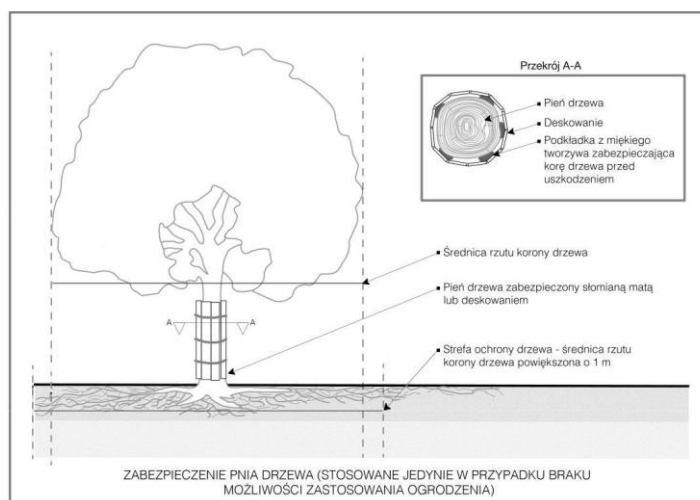 Przekrój A-A
Pień drzewa
Deskowanie
Podkładka z miękiego
tworzywa zabezpieczająca
korę drzewa przed
uszkodzeniem
Średnica rzutu korony drzewa
Pień drzewa zabezpieczony słomianą matą
lub deskowaniem
A A
Strefa ochrony drzewa - średnica rzutu
korony drzewa powiększona o 1 m
ZABEZPIECZENIE PNIA DRZEWA (STOSOWANE JEDYNIE W PRZYPADKU BRAKU
MOŻLIWOŚCI ZASTOSOWANIA OGRODZENIA)